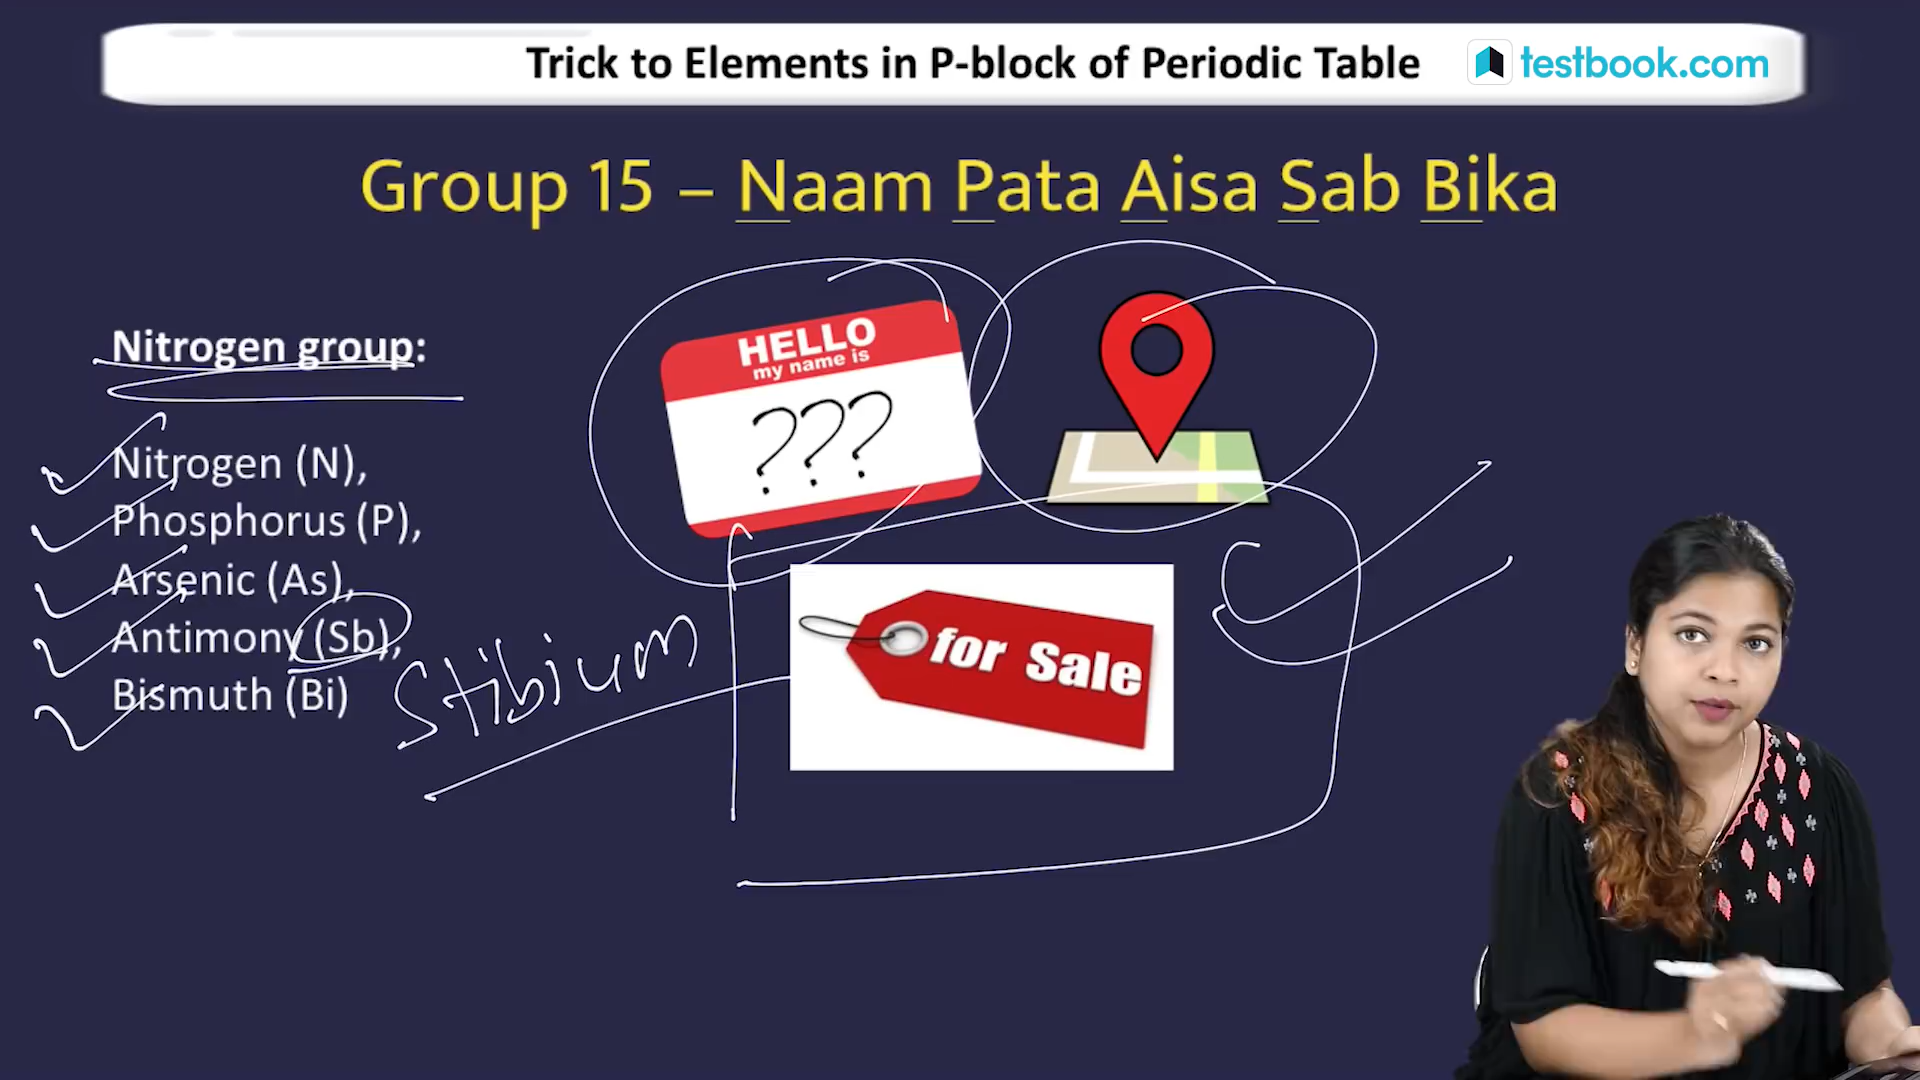 Trick to Elements in P-block of Periodic Table
testbook.com
Group 15 – Naam Pata Aisa Sab Bika
Nitrogen group:
Nitrogen (N),
Phosphorus (P),
Arsenic (As),
Antimony (Sb),
Bismuth (Bi)
Stibium
HELLO
my name is
???
for Sale